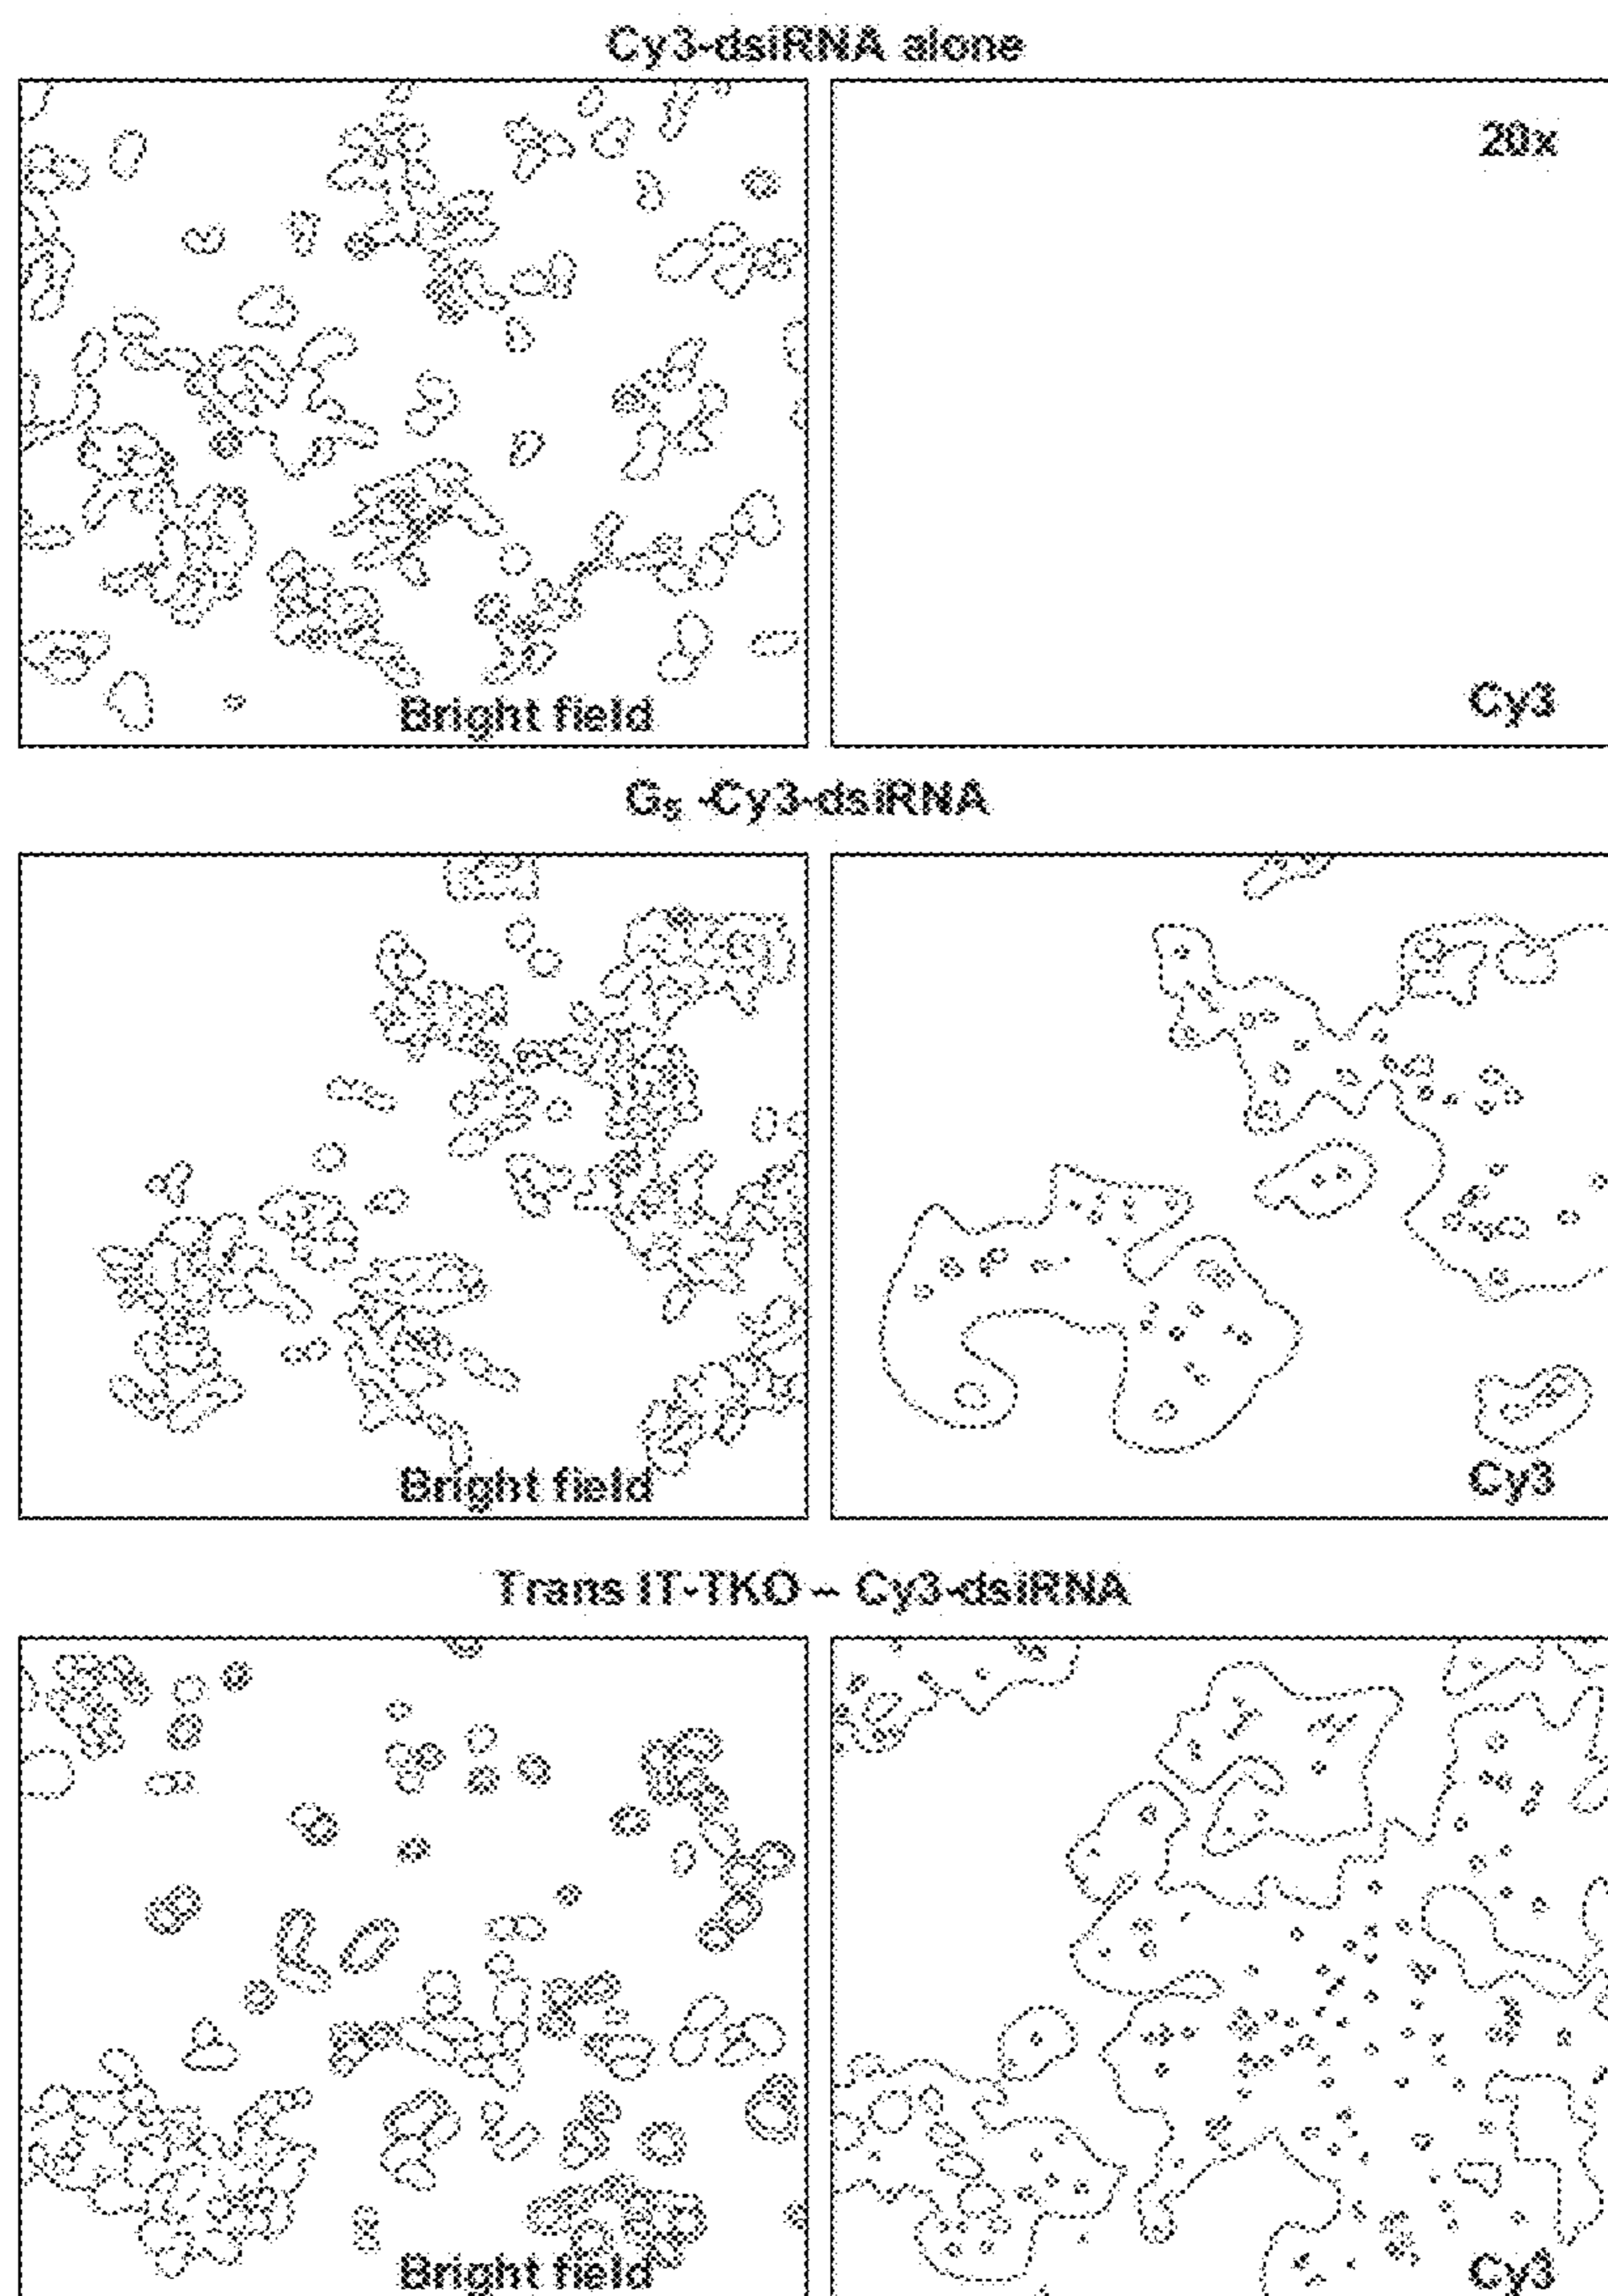 Cy3-dsiRNA alone
20x
Bright field
Cy3
G5 -Cy3-dsiRNA
Bright field
Cy3
Trans IT-TKO – Cy3-dsiRNA
Bright field
Cy3